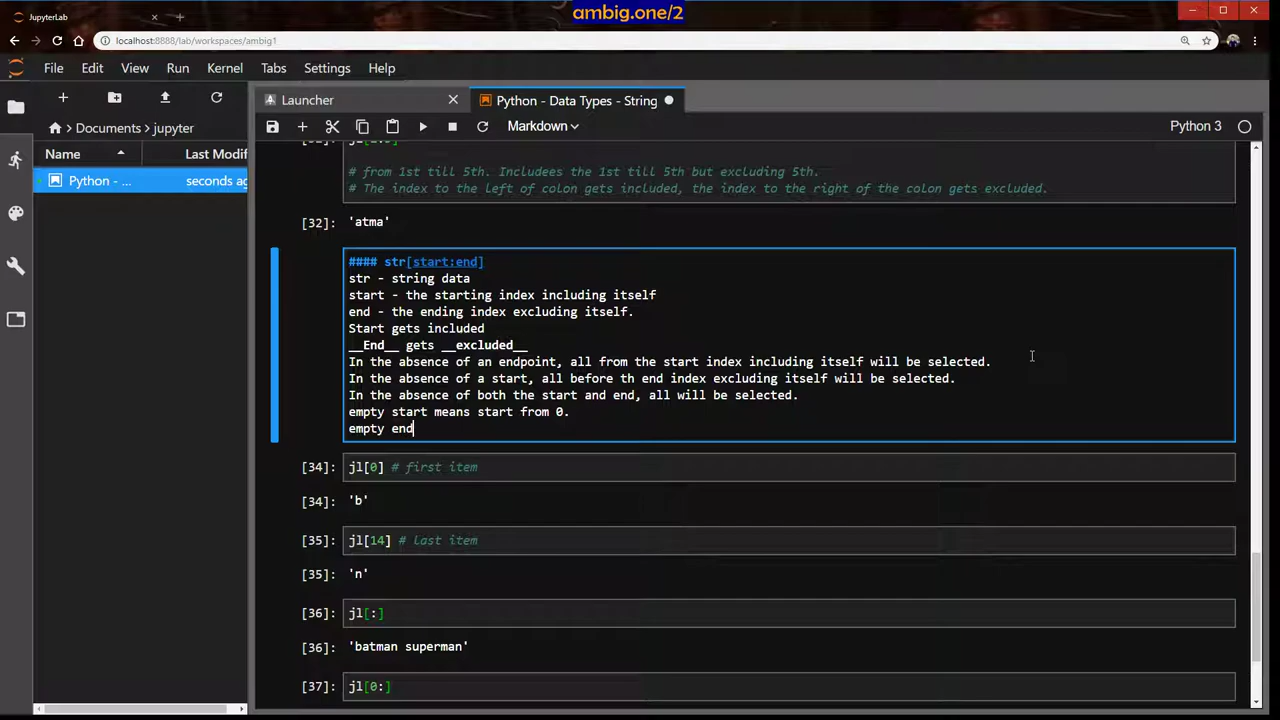 ambig.one/2
JupyterLab
localhost:8888/lab/workspaces/ambig1
File Edit View Run Kernel Tabs Settings Help
Launcher
Python - Data Types - String
Documents > jupyter
Markdown
Python 3
Name Last Modif
Python - ... seconds ag
# from 1st till 5th. Includees the 1st till 5th but excluding 5th.
# The index to the left of colon gets included, the index to the right of the colon gets excluded.
[32]: 'atma'
#### str[start:end]
str - string data
start - the starting index including itself
end - the ending index excluding itself.
Start gets included
__End__ gets __excluded__
In the absence of an endpoint, all from the start index including itself will be selected.
In the absence of a start, all before th end index excluding itself will be selected.
In the absence of both the start and end, all will be selected.
empty start means start from 0.
empty end
[34]: jl[0] # first item
[34]: 'b'
[35]: jl[14] # last item
[35]: 'n'
[36]: jl[:]
[36]: 'batman superman'
[37]: jl[0:]